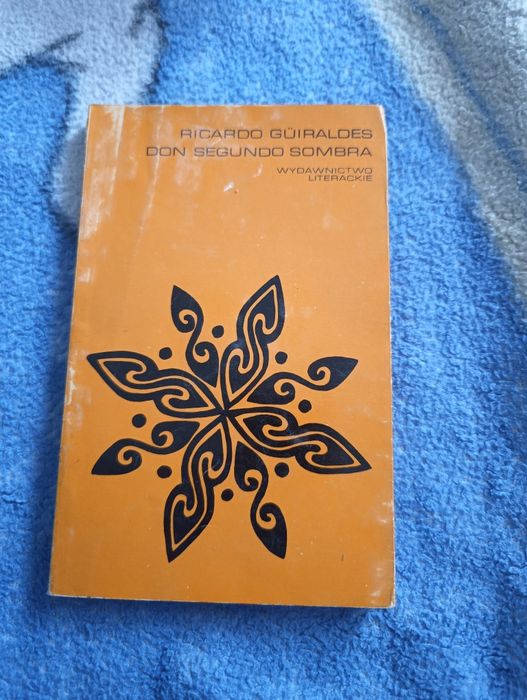 RICARDO GÜIRALDES
DON SEGUNDO SOMBRA
WYDAWNICTWO
LITERACKIE